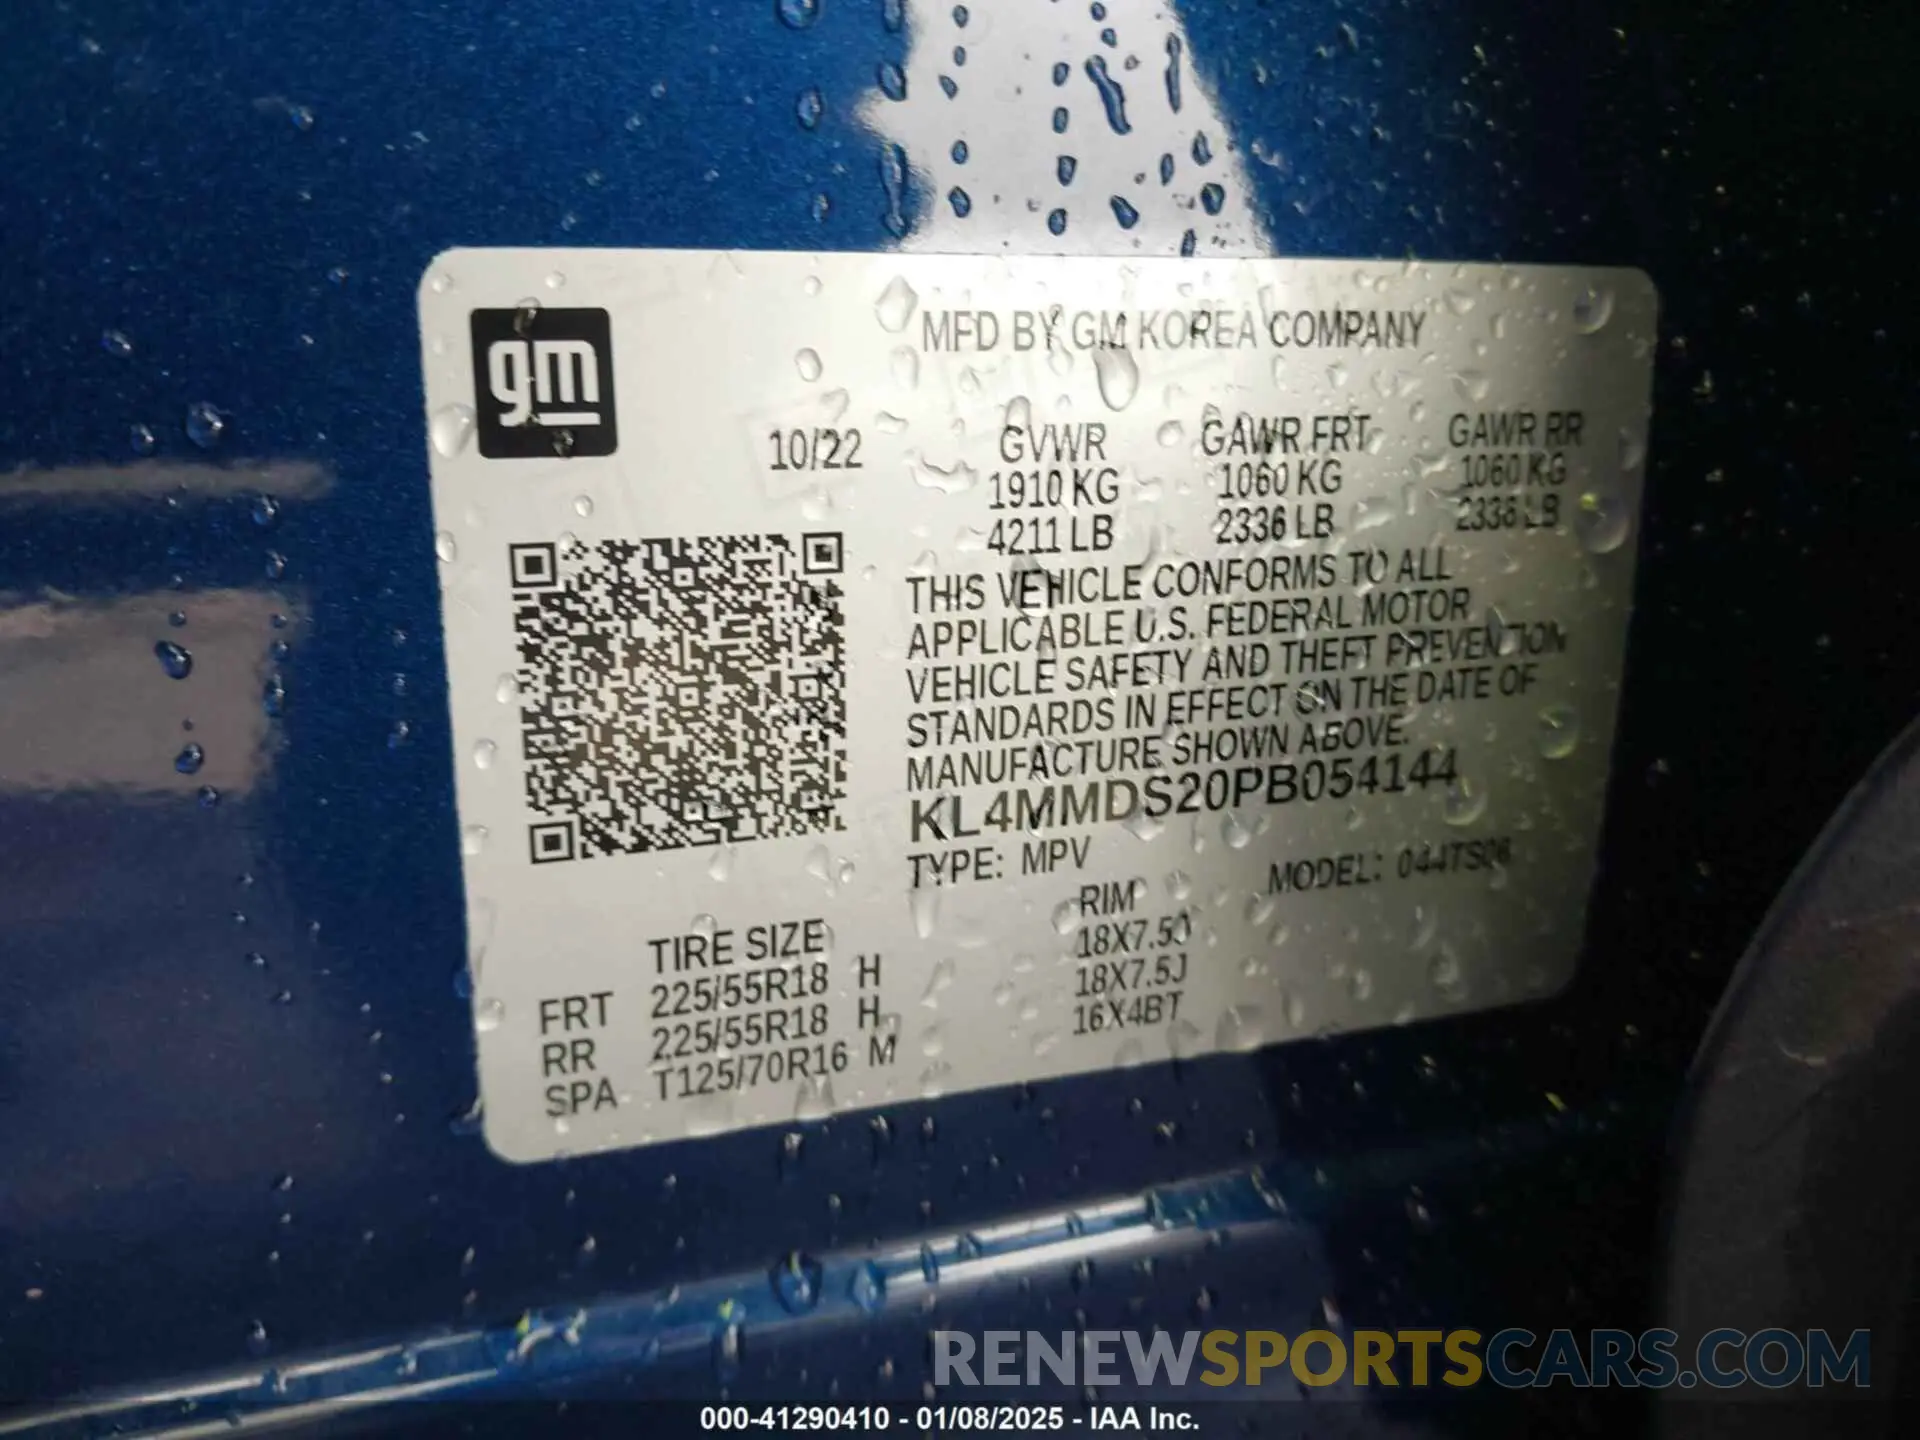 gm
MFD BY GM KOREA COMPANY
10/22 GVWR GAWR FRT GAWR RR
1910 KG 1060 KG 1060 KG
4211 LB 2336 LB 2336 LB
THIS VEHICLE CONFORMS TO ALL
APPLICABLE U.S. FEDERAL MOTOR
VEHICLE SAFETY AND THEFT PREVENTION
STANDARDS IN EFFECT ON THE DATE OF
MANUFACTURE SHOWN ABOVE.
KL4MMDS20PB054144
TYPE: MPV MODEL: 044TS06
TIRE SIZE RIM
FRT 225/55R18 H 18X7.5J
RR 225/55R18 H 18X7.5J
SPA T125/70R16 M 16X4BT
RENEWSPORTSCARS.COM
000-41290410 - 01/08/2025 - IAA Inc.